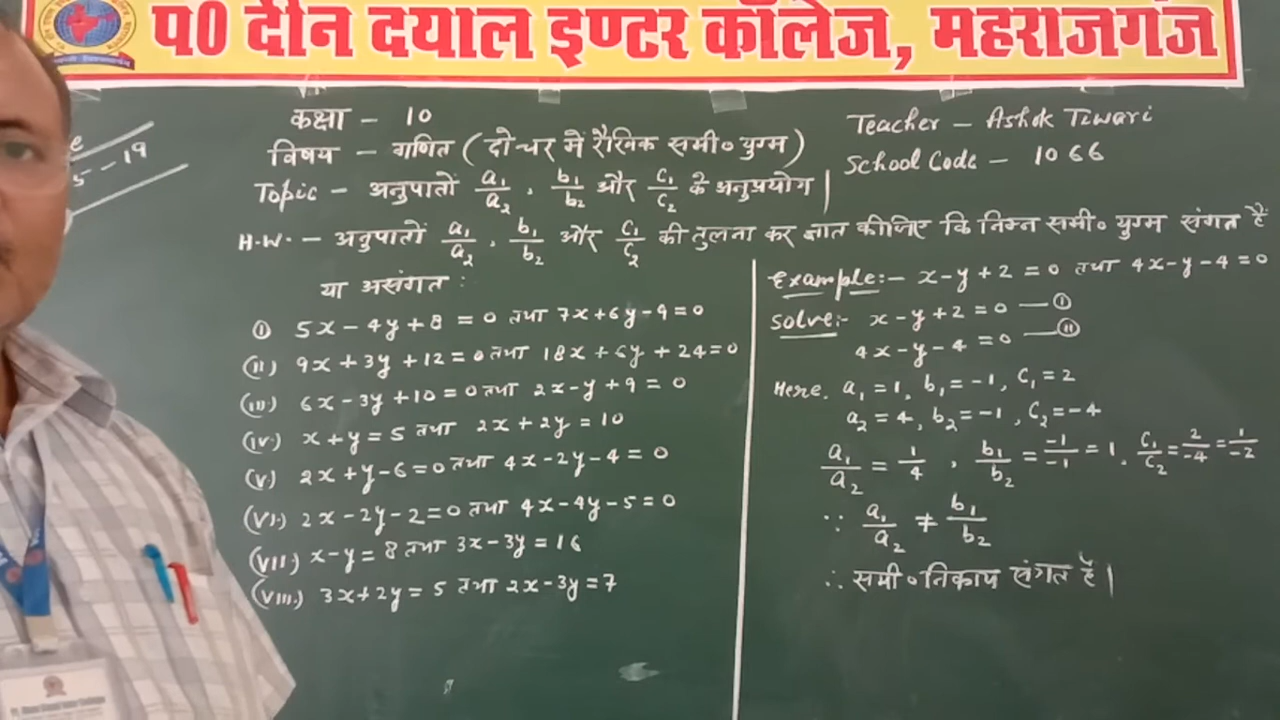 प0 दीन दयाल इण्टर कॉलेज, महराजगंज
5 - 19
कक्षा - 10
विषय - गणित (दो चर में रैखिक समी० युग्म)
Topic - अनुपातों a₁/a₂, b₁/b₂ और c₁/c₂ के अनुप्रयोग |
Teacher - Ashok Tiwari
School Code - 1066
H.W. - अनुपातों a₁/a₂, b₁/b₂ और c₁/c₂ की तुलना कर ज्ञात कीजिए कि निम्न समी० युग्म संगत हैं
या असंगत :
(i) 5x - 4y + 8 = 0 तथा 7x + 6y - 9 = 0
(ii) 9x + 3y + 12 = 0 तथा 18x + 6y + 24 = 0
(iii) 6x - 3y + 10 = 0 तथा 2x - y + 9 = 0
(iv) x + y = 5 तथा 2x + 2y = 10
(v) 2x + y - 6 = 0 तथा 4x - 2y - 4 = 0
(vi) 2x - 2y - 2 = 0 तथा 4x - 4y - 5 = 0
(vii) x - y = 8 तथा 3x - 3y = 16
(viii) 3x + 2y = 5 तथा 2x - 3y = 7
Example:- x - y + 2 = 0 तथा 4x - y - 4 = 0
Solve:- x - y + 2 = 0 — (i)
4x - y - 4 = 0 — (ii)
Here, a₁ = 1, b₁ = -1, c₁ = 2
a₂ = 4, b₂ = -1, c₂ = -4
a₁/a₂ = 1/4, b₁/b₂ = -1/-1 = 1, c₁/c₂ = 2/-4 = 1/-2
∵ a₁/a₂ ≠ b₁/b₂
∴ समी० निकाय संगत है |